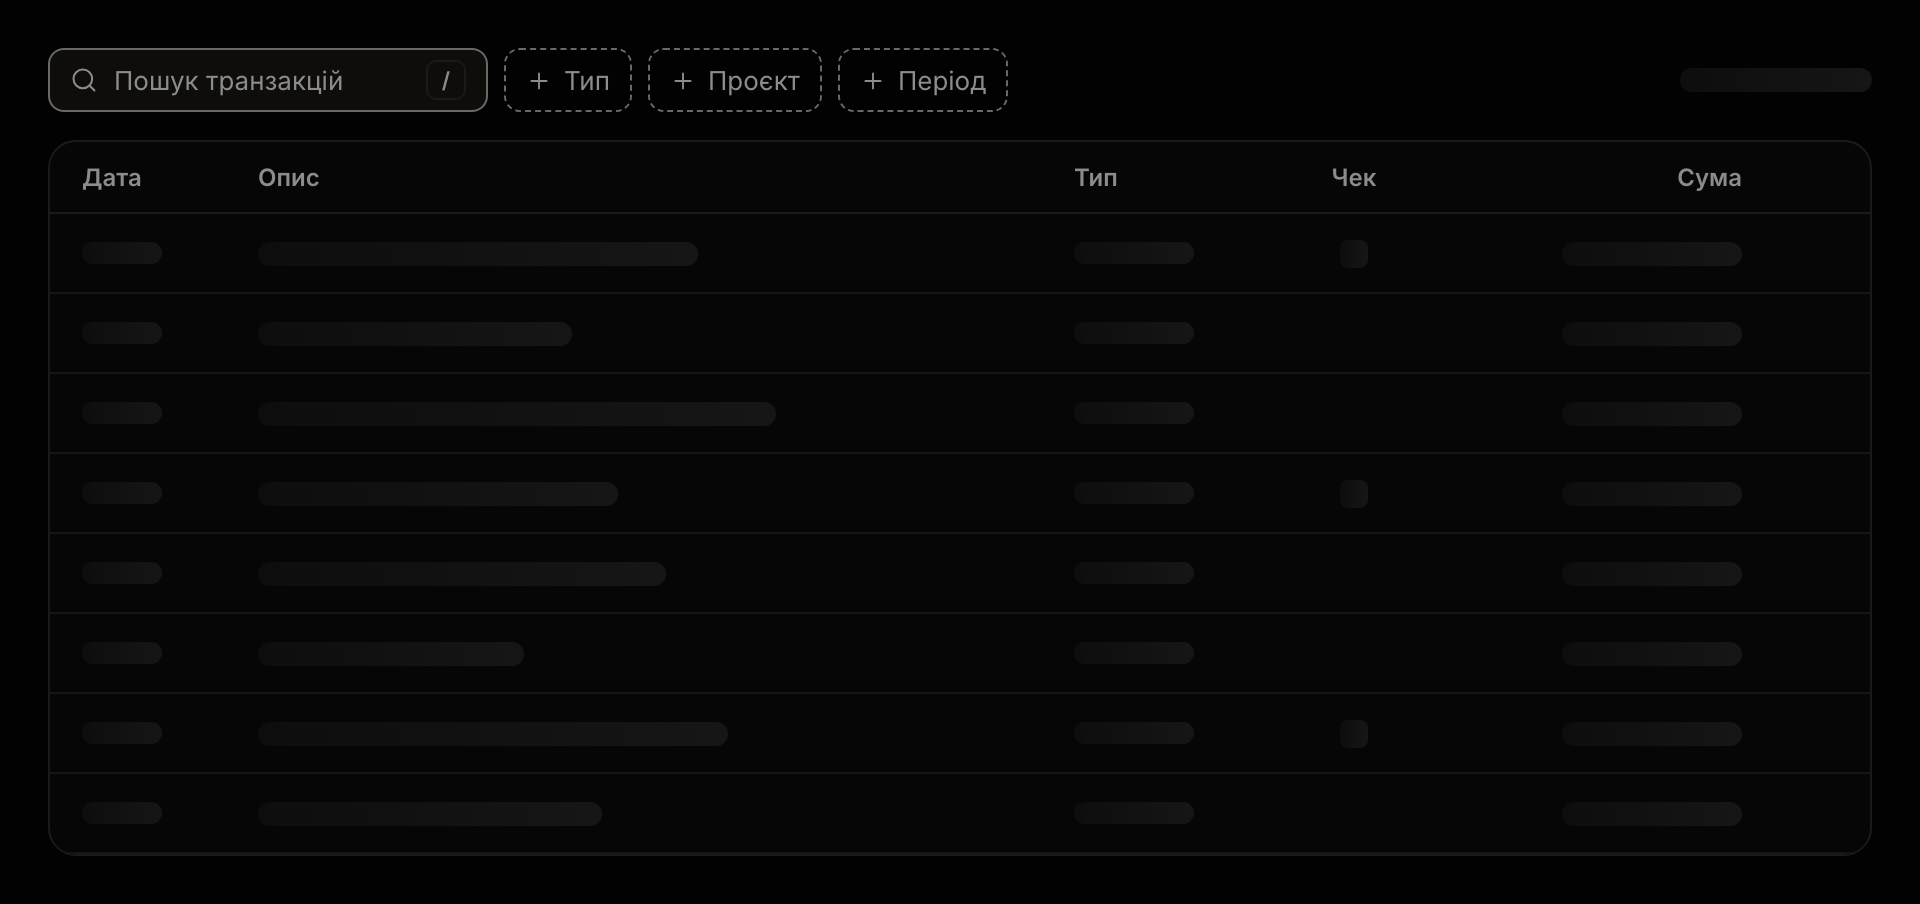 Пошук транзакцій /
+ Тип
+ Проєкт
+ Період
Дата Опис Тип Чек Сума